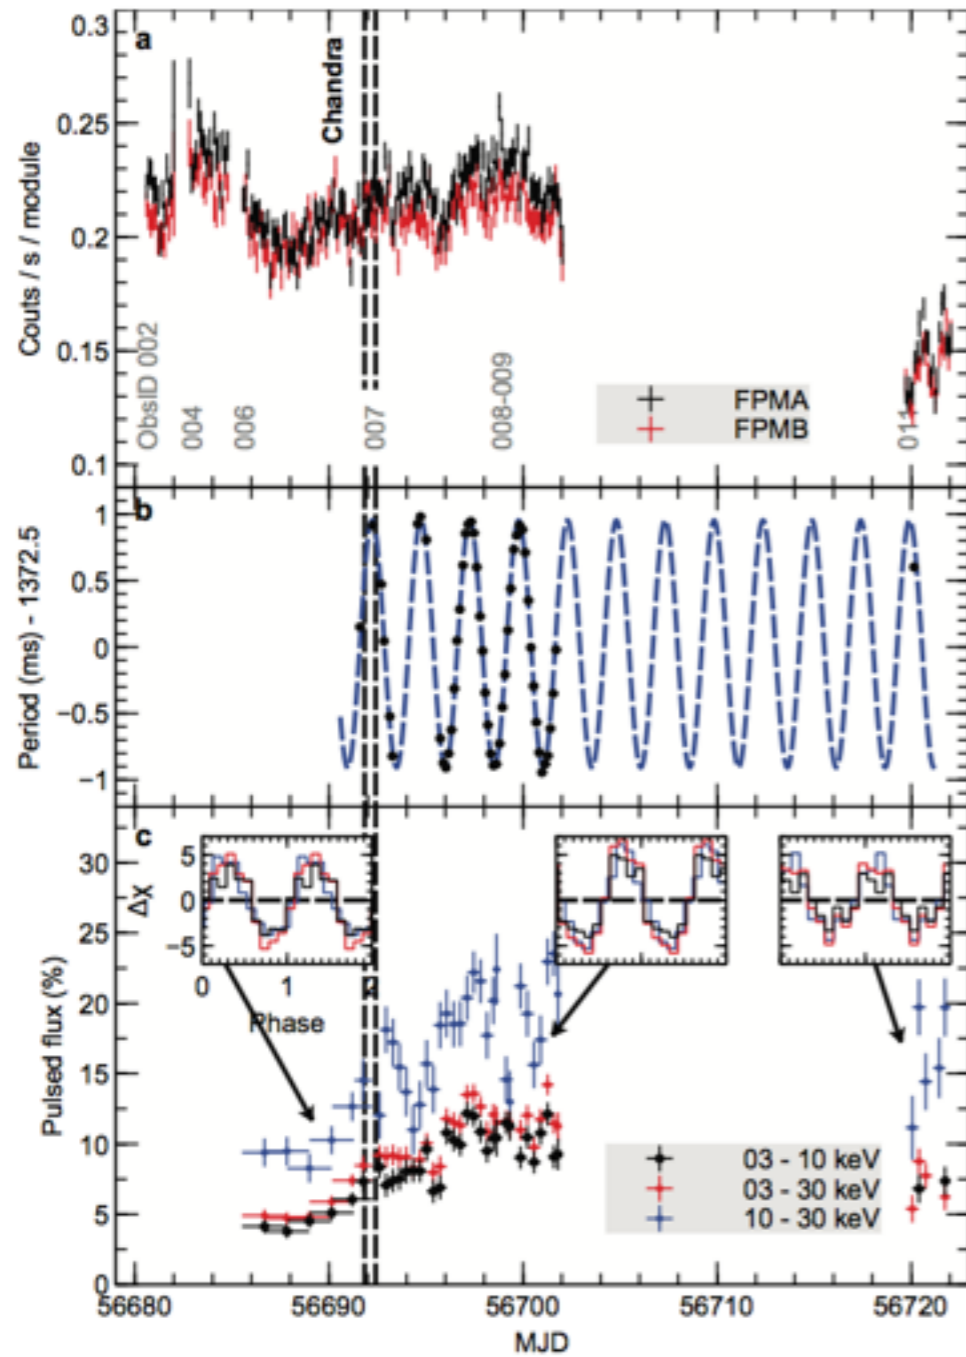 a
0.3
0.25
0.2
0.15
0.1
Couts / s / module
Chandra
ObsID 002
004
006
007
008-009
011
FPMA
FPMB
b
1
0.5
0
−0.5
−1
Period (ms) - 1372.5
c
30
25
20
15
10
5
0
Pulsed flux (%)
5
0
−5
Δχ
0
1
2
Phase
03 - 10 keV
03 - 30 keV
10 - 30 keV
56680
56690
56700
56710
56720
MJD